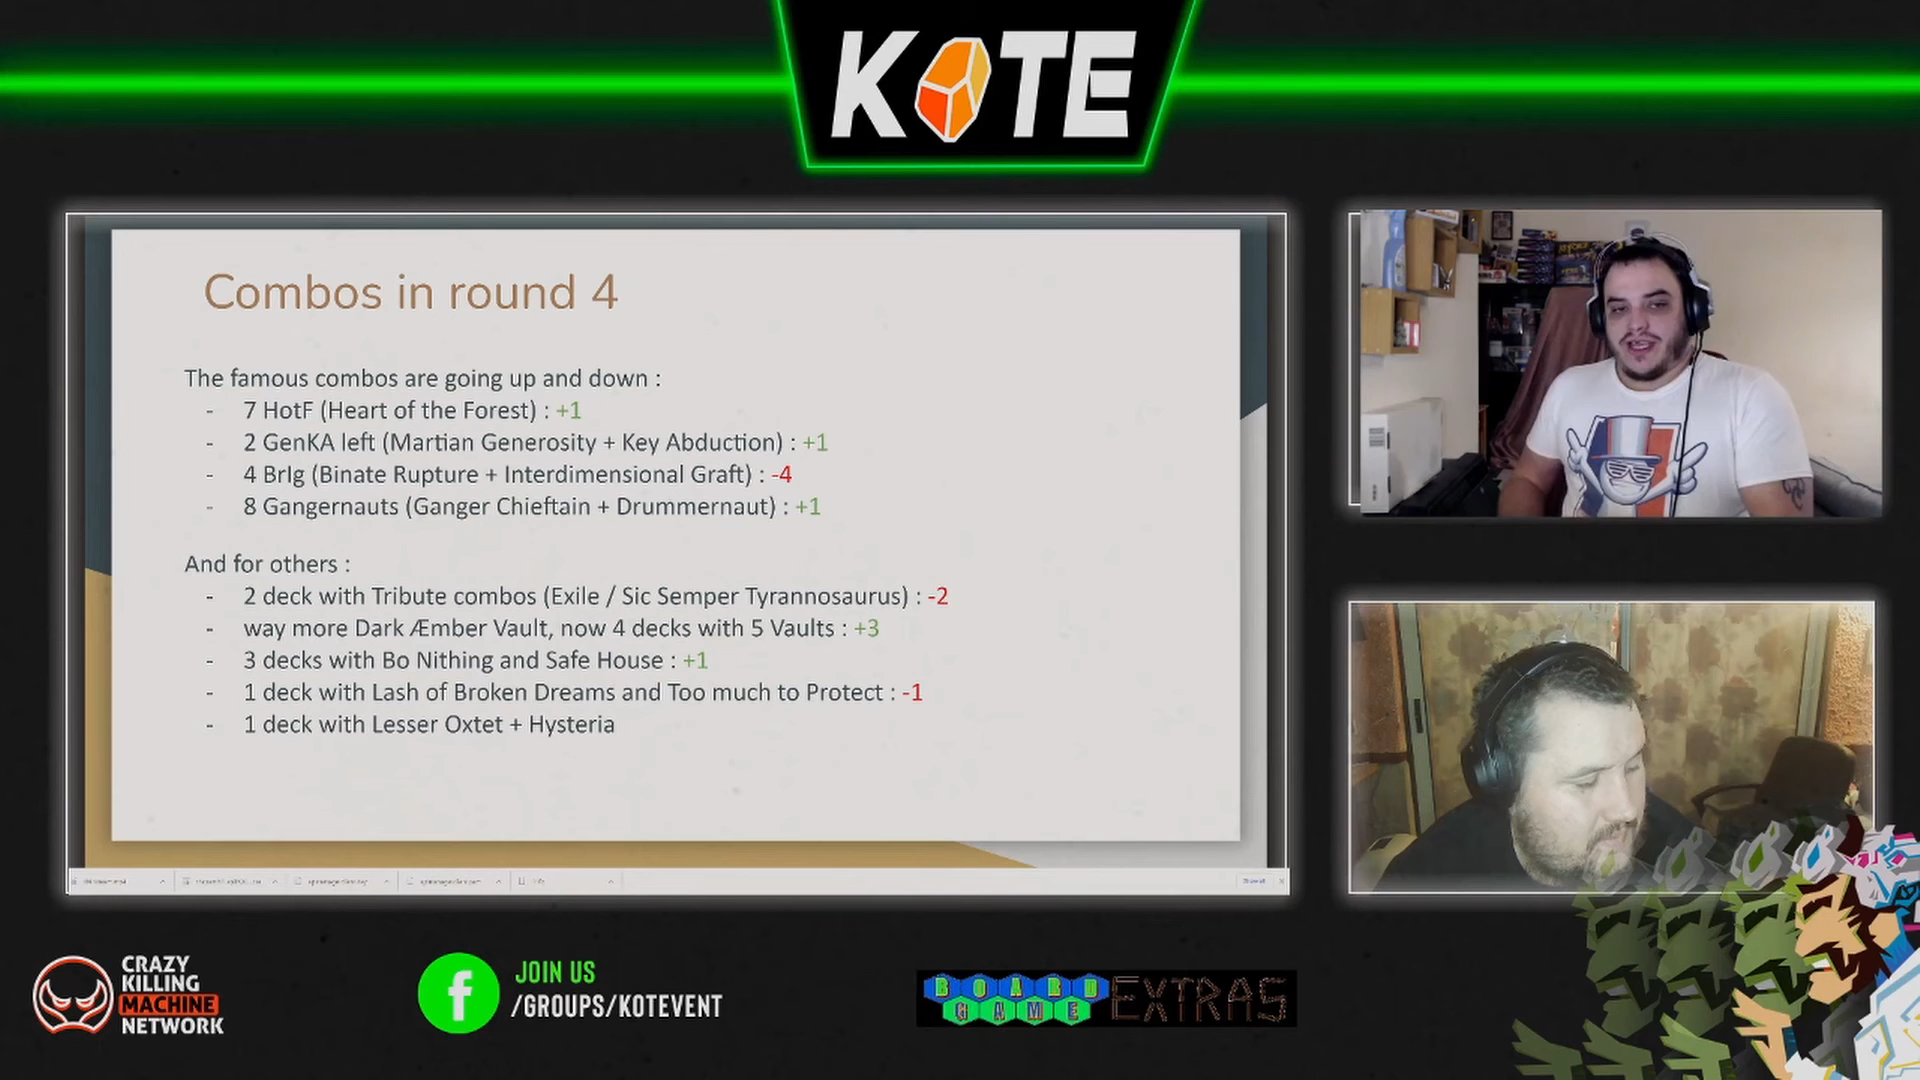 KOTE
Combos in round 4
The famous combos are going up and down :
- 7 HotF (Heart of the Forest) : +1
- 2 GenKA left (Martian Generosity + Key Abduction) : +1
- 4 BrIg (Binate Rupture + Interdimensional Graft) : -4
- 8 Gangernauts (Ganger Chieftain + Drummernaut) : +1
And for others :
- 2 deck with Tribute combos (Exile / Sic Semper Tyrannosaurus) : -2
- way more Dark Æmber Vault, now 4 decks with 5 Vaults : +3
- 3 decks with Bo Nithing and Safe House : +1
- 1 deck with Lash of Broken Dreams and Too much to Protect : -1
- 1 deck with Lesser Oxtet + Hysteria
CRAZY
KILLING
MACHINE
NETWORK
JOIN US
/GROUPS/KOTEVENT
BOARD
GAME
EXTRAS